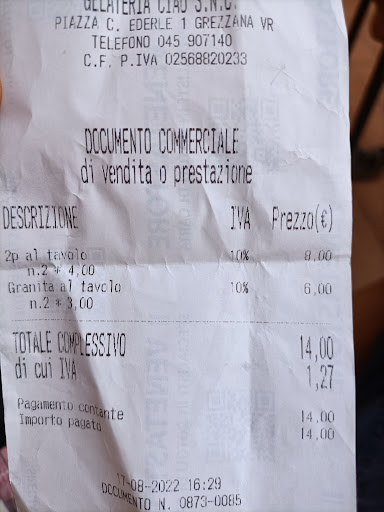 GELATERIA CIAO S.N.C.
PIAZZA C. EDERLE 1 GREZZANA VR
TELEFONO 045 907140
C.F. P.IVA 02568820233
DOCUMENTO COMMERCIALE
di vendita o prestazione
DESCRIZIONE IVA Prezzo(€)
2p al tavolo 10% 8,00
n.2 * 4,00
Granita al tavolo 10% 6,00
n.2 * 3,00
TOTALE COMPLESSIVO 14,00
di cui IVA 1,27
Pagamento contante 14,00
Importo pagato 14,00
17-08-2022 16:29
DOCUMENTO N. 0873-0085